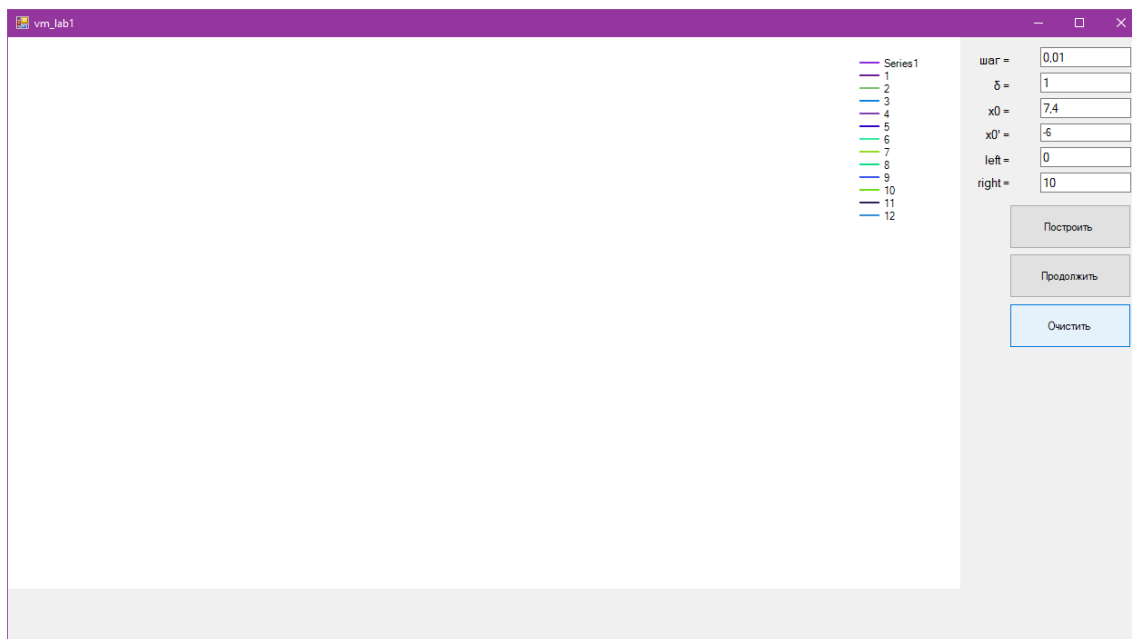 vm_lab1
Series1
1
2
3
4
5
6
7
8
9
10
11
12
шаг = 0,01
δ = 1
x0 = 7,4
x0' = -6
left = 0
right = 10
Построить
Продолжить
Очистить